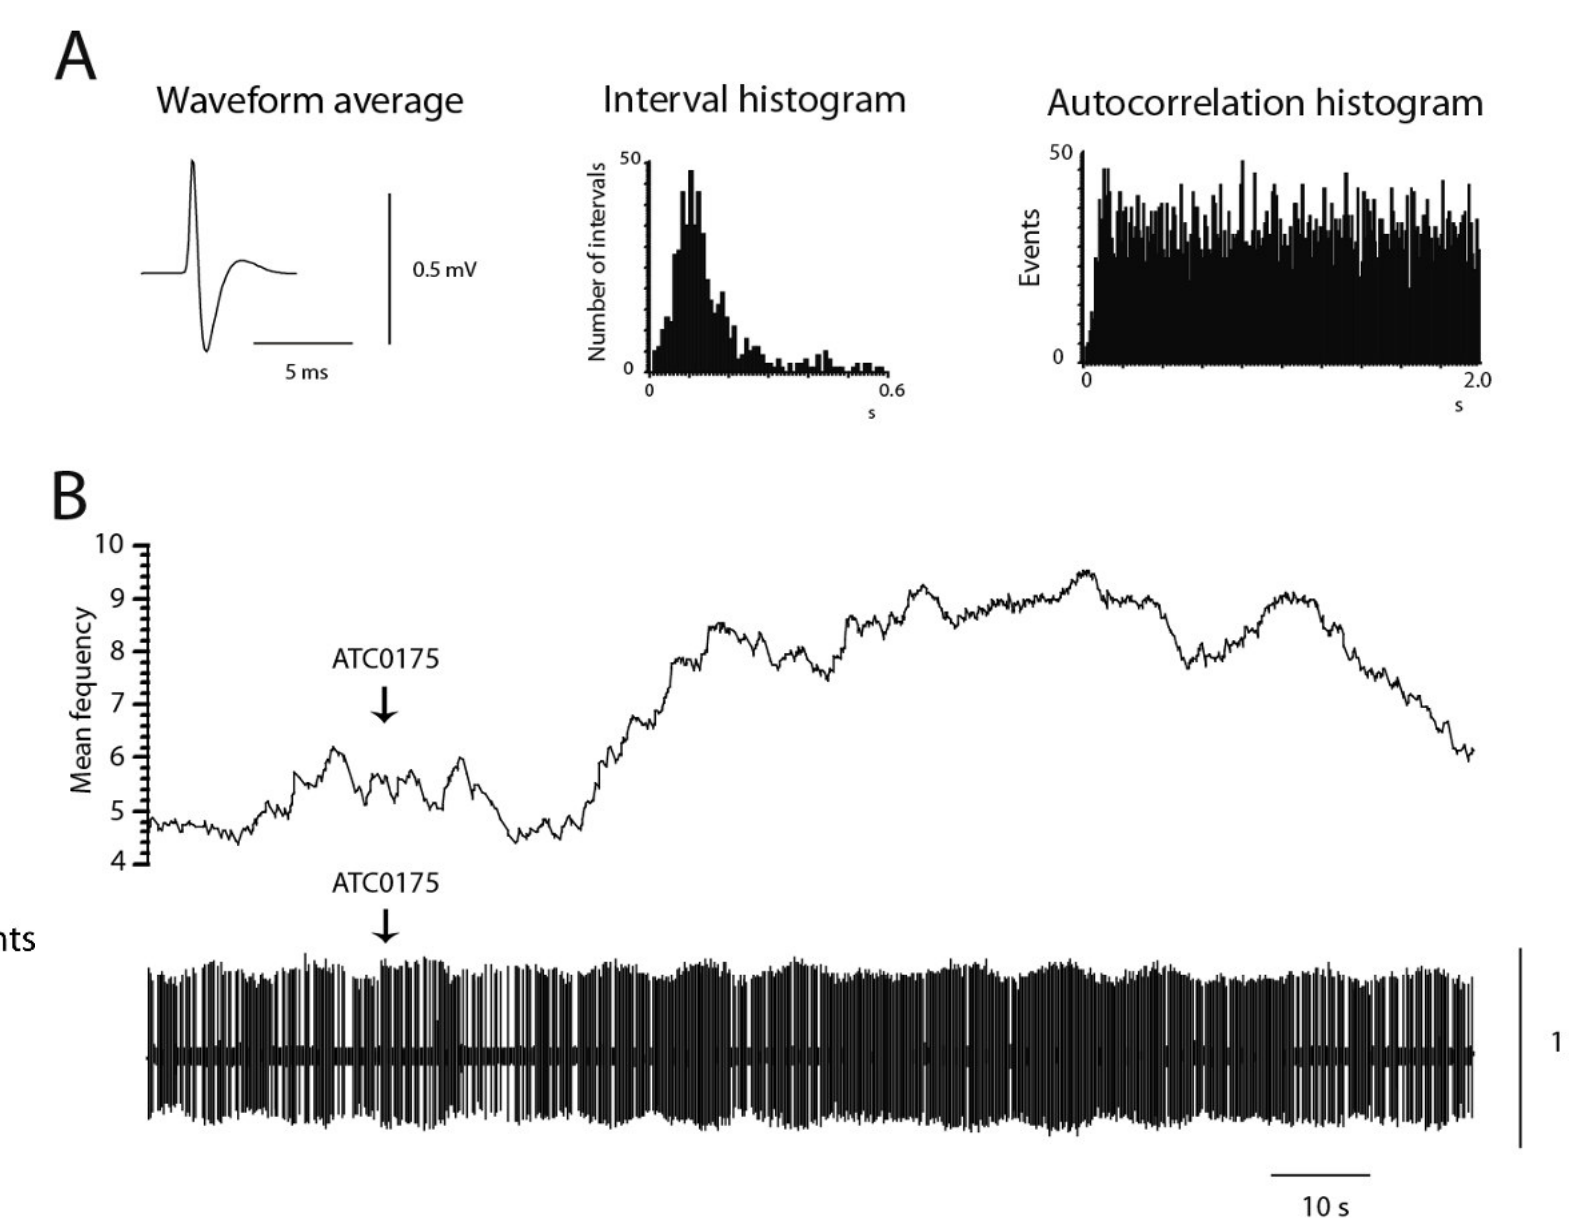 A
Waveform average
0.5 mV
5 ms
Interval histogram
Number of intervals
50
0
0
0.6
s
Autocorrelation histogram
Events
50
0
0
2.0
s
B
Mean fequency
10
9
8
7
6
5
4
ATC0175
ATC0175
nts
1
10 s